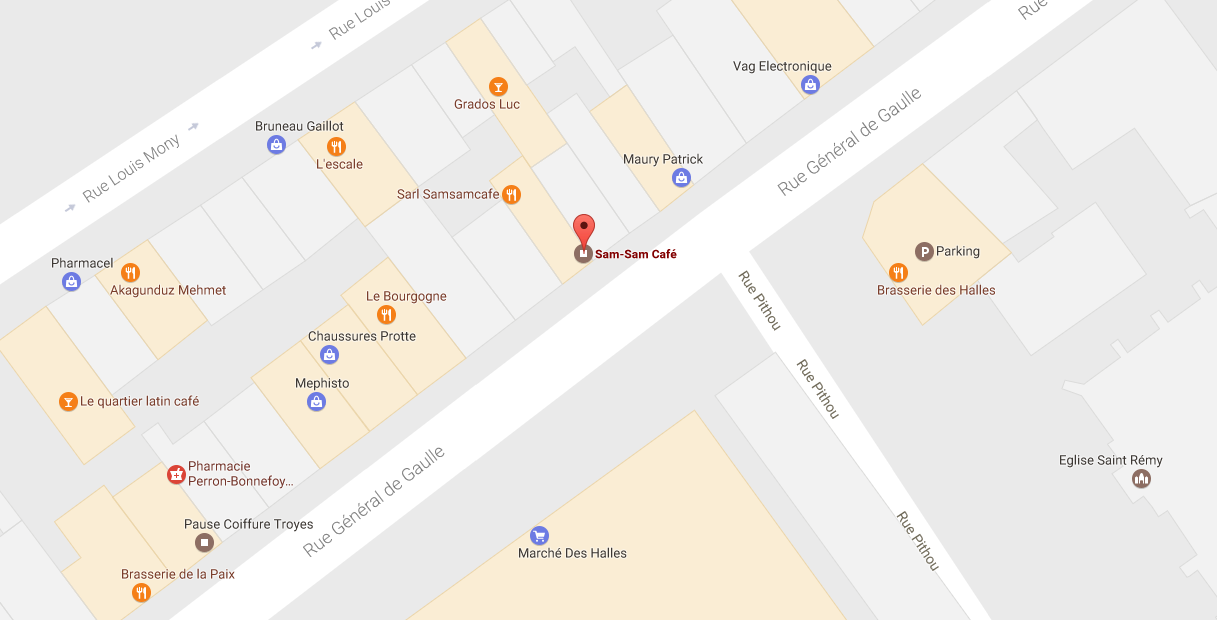 Rue Louis
Rue
Vag Electronique
Grados Luc
Rue Général de Gaulle
Bruneau Gaillot
L'escale
Rue Louis Mony
Maury Patrick
Sarl Samsamcafe
Sam-Sam Café
Parking
Brasserie des Halles
Pharmacel
Akagunduz Mehmet
Rue Pithou
Le Bourgogne
Chaussures Protte
Mephisto
Rue Pithou
Le quartier latin café
Pharmacie
Perron-Bonnefoy...
Eglise Saint Rémy
Rue Général de Gaulle
Pause Coiffure Troyes
Rue Pithou
Marché Des Halles
Brasserie de la Paix
P